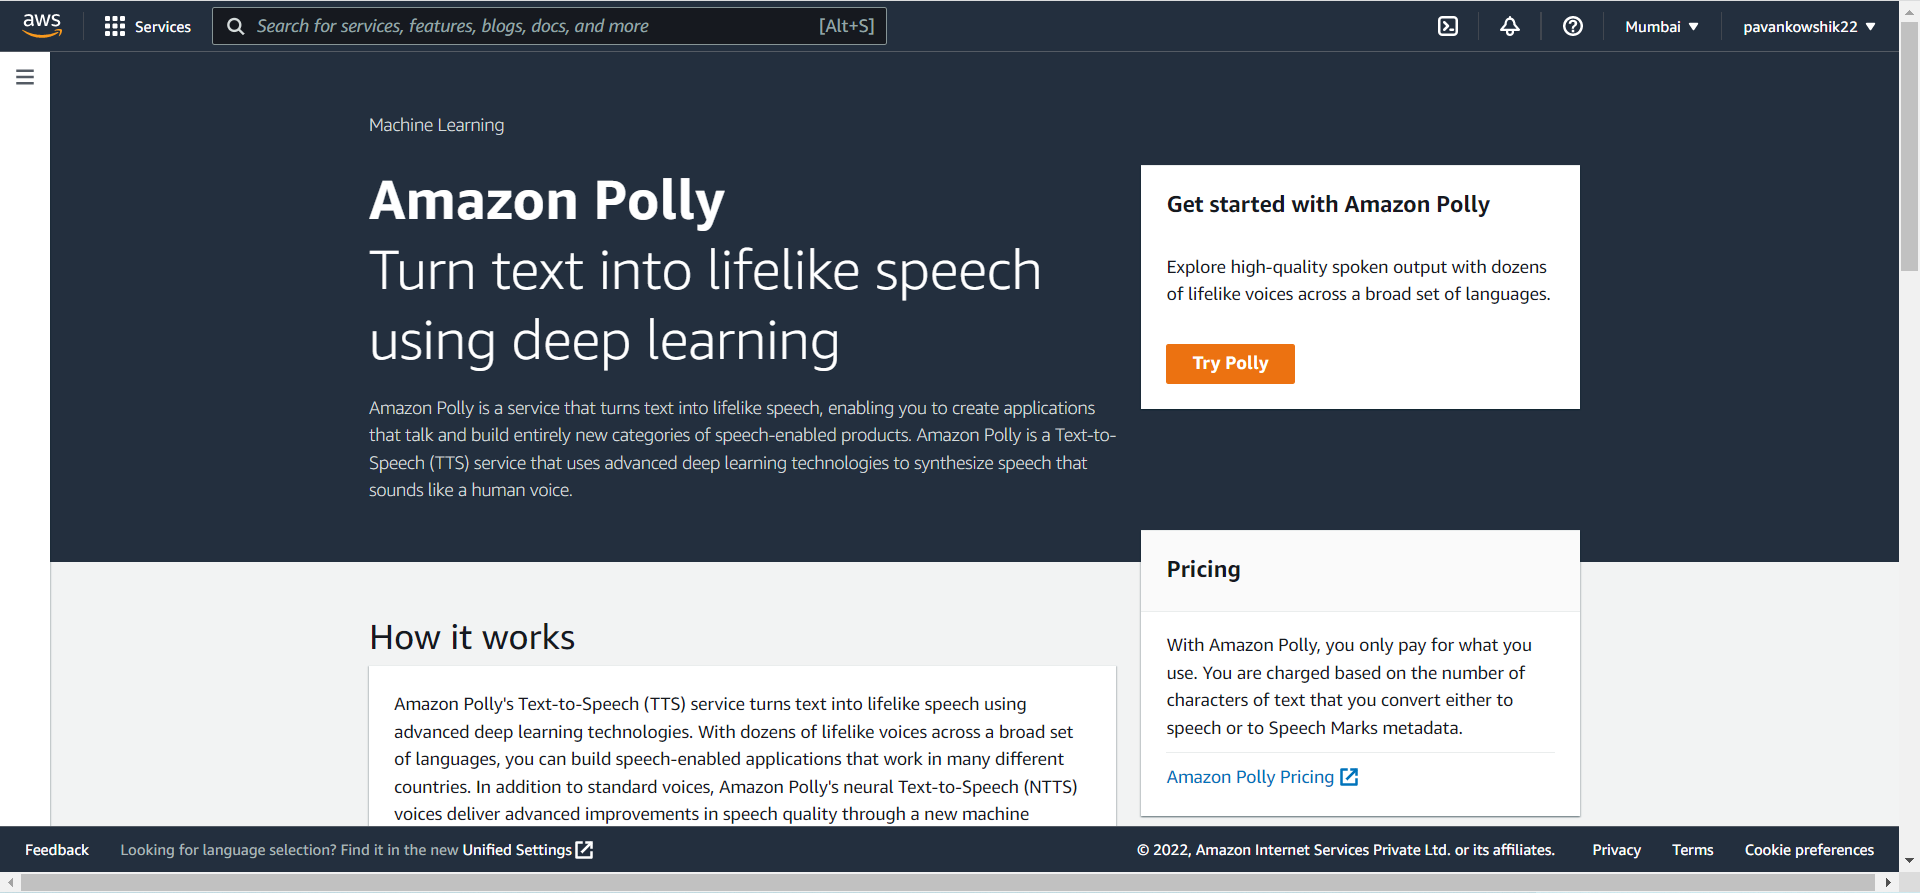 aws
Services
Search for services, features, blogs, docs, and more
[Alt+S]
Mumbai
pavankowshik22
Machine Learning
Amazon Polly
Turn text into lifelike speech
using deep learning
Amazon Polly is a service that turns text into lifelike speech, enabling you to create applications
that talk and build entirely new categories of speech-enabled products. Amazon Polly is a Text-to-
Speech (TTS) service that uses advanced deep learning technologies to synthesize speech that
sounds like a human voice.
Get started with Amazon Polly
Explore high-quality spoken output with dozens
of lifelike voices across a broad set of languages.
Try Polly
Pricing
With Amazon Polly, you only pay for what you
use. You are charged based on the number of
characters of text that you convert either to
speech or to Speech Marks metadata.
Amazon Polly Pricing
How it works
Amazon Polly's Text-to-Speech (TTS) service turns text into lifelike speech using
advanced deep learning technologies. With dozens of lifelike voices across a broad set
of languages, you can build speech-enabled applications that work in many different
countries. In addition to standard voices, Amazon Polly's neural Text-to-Speech (NTTS)
voices deliver advanced improvements in speech quality through a new machine
Feedback
Looking for language selection? Find it in the new Unified Settings
© 2022, Amazon Internet Services Private Ltd. or its affiliates.
Privacy
Terms
Cookie preferences